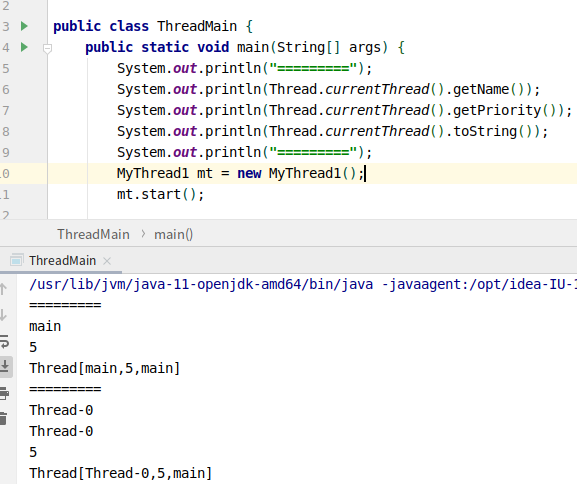 2
3 public class ThreadMain {
4 public static void main(String[] args) {
5 System.out.println("=========");
6 System.out.println(Thread.currentThread().getName());
7 System.out.println(Thread.currentThread().getPriority());
8 System.out.println(Thread.currentThread().toString());
9 System.out.println("=========");
.0 MyThread1 mt = new MyThread1();
.1 mt.start();
.2
ThreadMain › main()
ThreadMain ×
/usr/lib/jvm/java-11-openjdk-amd64/bin/java -javaagent:/opt/idea-IU-1
=========
main
5
Thread[main,5,main]
=========
Thread-0
Thread-0
5
Thread[Thread-0,5,main]